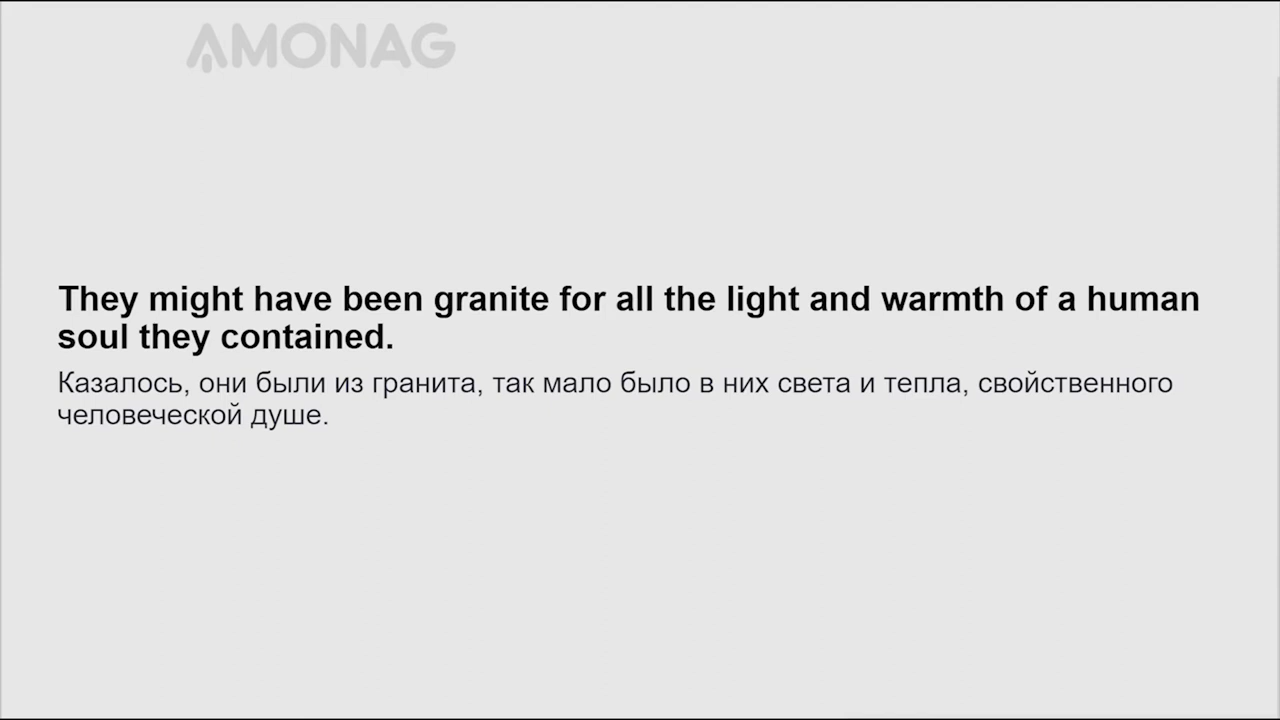 AMONAG
They might have been granite for all the light and warmth of a human
soul they contained.
Казалось, они были из гранита, так мало было в них света и тепла, свойственного
человеческой душе.